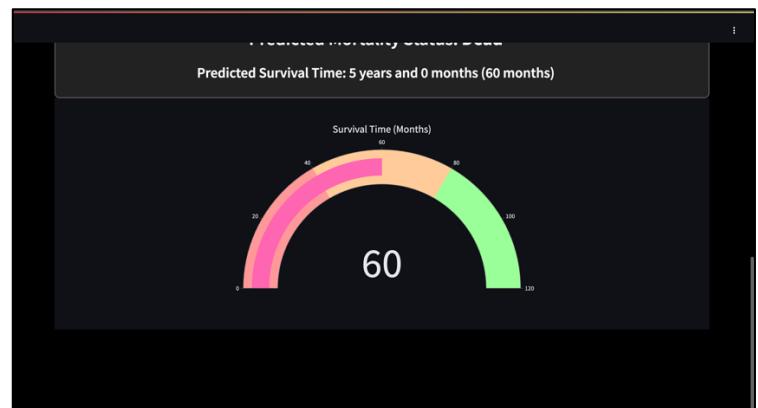 Predicted Mortality Status: Dead
Predicted Survival Time: 5 years and 0 months (60 months)
Survival Time (Months)
60
40
80
20
100
60
0
120